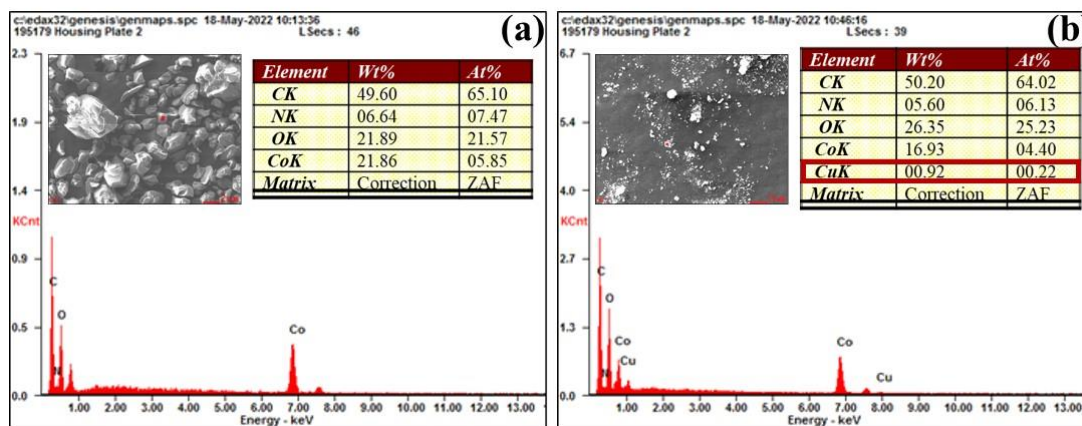 c:\edax32\genesis\genmaps.spc 18-May-2022 10:13:36
195179 Housing Plate 2 LSecs : 46
(a)
2.3
1.9
1.4
KCnt
0.9
0.5
0.0
Element Wt% At%
CK 49.60 65.10
NK 06.64 07.47
OK 21.89 21.57
CoK 21.86 05.85
Matrix Correction ZAF
C
O
N
Co
1.00 2.00 3.00 4.00 5.00 6.00 7.00 8.00 9.00 10.00 11.00 12.00 13.00
Energy - keV
c:\edax32\genesis\genmaps.spc 18-May-2022 10:46:16
195179 Housing Plate 2 LSecs : 39
(b)
6.7
5.4
4.0
KCnt
2.7
1.3
0.0
Element Wt% At%
CK 50.20 64.02
NK 05.60 06.13
OK 26.35 25.23
CoK 16.93 04.40
CuK 00.92 00.22
Matrix Correction ZAF
C
O
Co
Cu
N
Co
Cu
1.00 2.00 3.00 4.00 5.00 6.00 7.00 8.00 9.00 10.00 11.00 12.00 13.00
Energy - keV